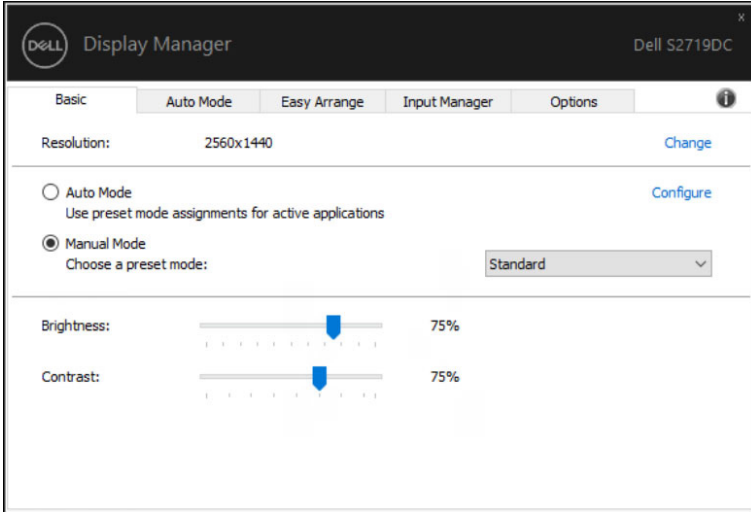 x
DELL Display Manager Dell S2719DC
Basic Auto Mode Easy Arrange Input Manager Options i
Resolution: 2560x1440 Change
Auto Mode Configure
Use preset mode assignments for active applications
Manual Mode
Choose a preset mode: Standard
Brightness: 75%
Contrast: 75%